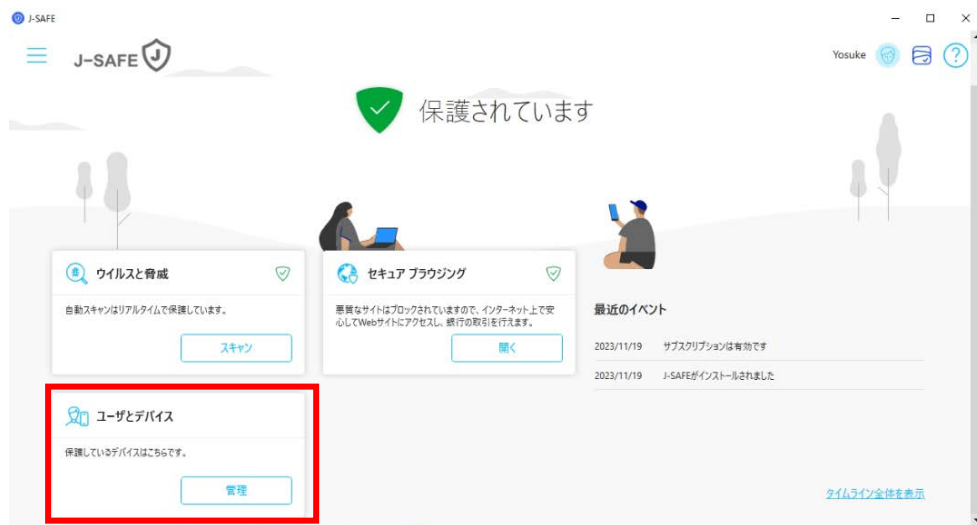 J-SAFE
J-SAFE
Yosuke
保護されています
ウイルスと脅威
自動スキャンはリアルタイムで保護しています。
スキャン
セキュア ブラウジング
悪質なサイトはブロックされていますので、インターネット上で安
心してWebサイトにアクセスし、銀行の取引を行えます。
開く
最近のイベント
2023/11/19 サブスクリプションは有効です
2023/11/19 J-SAFEがインストールされました
ユーザとデバイス
保護しているデバイスはこちらです。
管理
タイムライン全体を表示